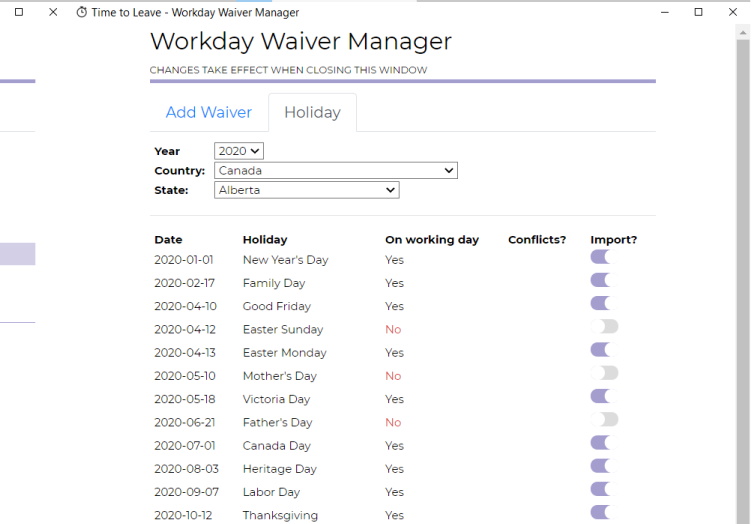 Time to Leave - Workday Waiver Manager
Workday Waiver Manager
CHANGES TAKE EFFECT WHEN CLOSING THIS WINDOW
Add Waiver Holiday
Year 2020
Country: Canada
State: Alberta
Date Holiday On working day Conflicts? Import?
2020-01-01 New Year's Day Yes
2020-02-17 Family Day Yes
2020-04-10 Good Friday Yes
2020-04-12 Easter Sunday No
2020-04-13 Easter Monday Yes
2020-05-10 Mother's Day No
2020-05-18 Victoria Day Yes
2020-06-21 Father's Day No
2020-07-01 Canada Day Yes
2020-08-03 Heritage Day Yes
2020-09-07 Labor Day Yes
2020-10-12 Thanksgiving Yes